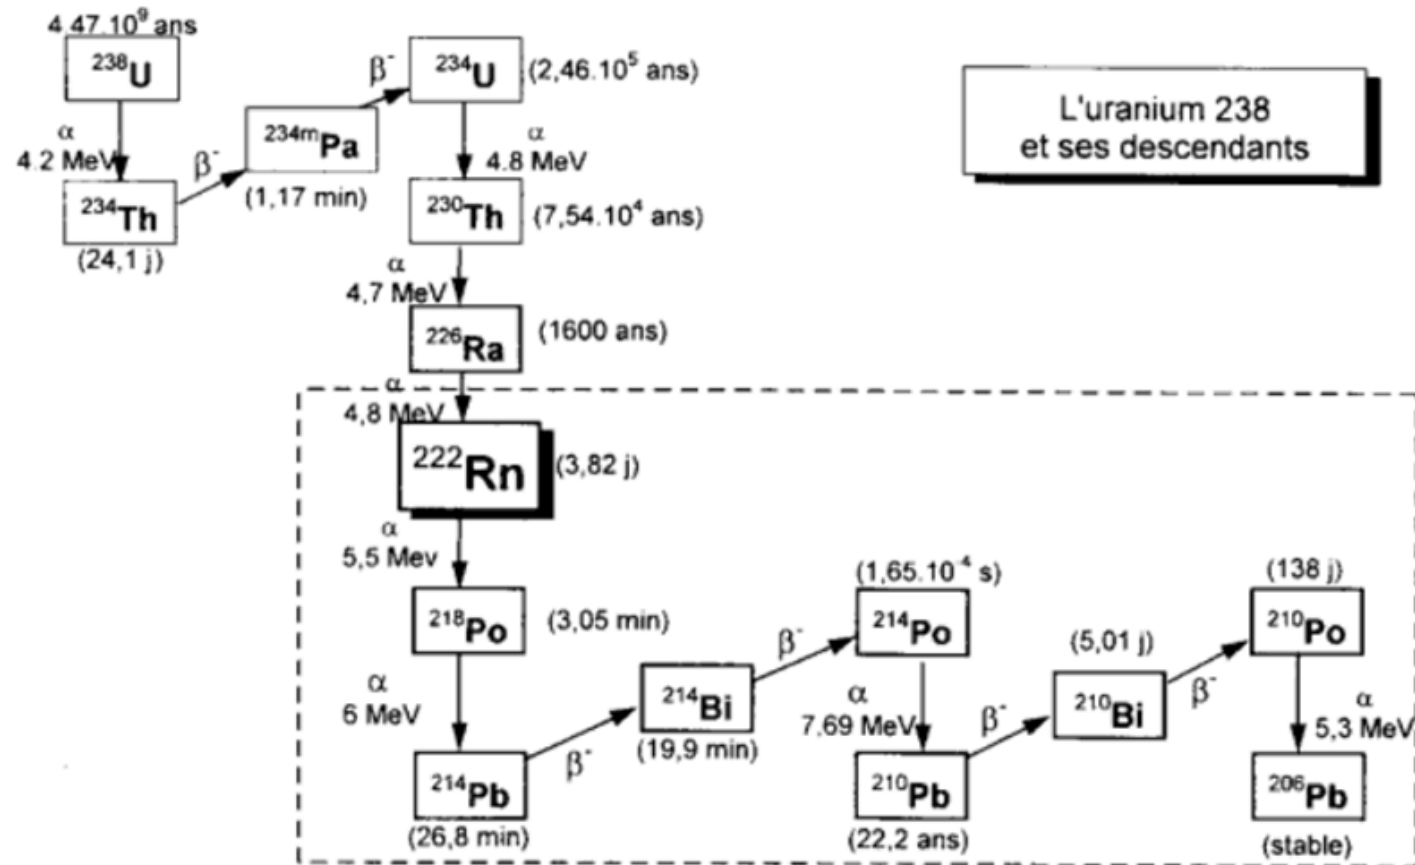 4.47.10⁹ ans
²³⁸U
β⁻
²³⁴U
(2,46.10⁵ ans)
L'uranium 238
et ses descendants
α
4.2 MeV
β⁻
²³⁴ᵐPa
(1,17 min)
α
4.8 MeV
²³⁴Th
(24,1 j)
²³⁰Th
(7,54.10⁴ ans)
α
4,7 MeV
²²⁶Ra
(1600 ans)
α
4,8 MeV
²²²Rn
(3,82 j)
α
5,5 Mev
²¹⁸Po
(3,05 min)
α
6 MeV
²¹⁴Pb
(26,8 min)
β⁻
²¹⁴Bi
(19,9 min)
β⁻
(1,65.10⁻⁴ s)
²¹⁴Po
α
7.69 MeV
²¹⁰Pb
(22,2 ans)
β⁻
(5,01 j)
²¹⁰Bi
β⁻
(138 j)
²¹⁰Po
α
5,3 MeV
²⁰⁶Pb
(stable)